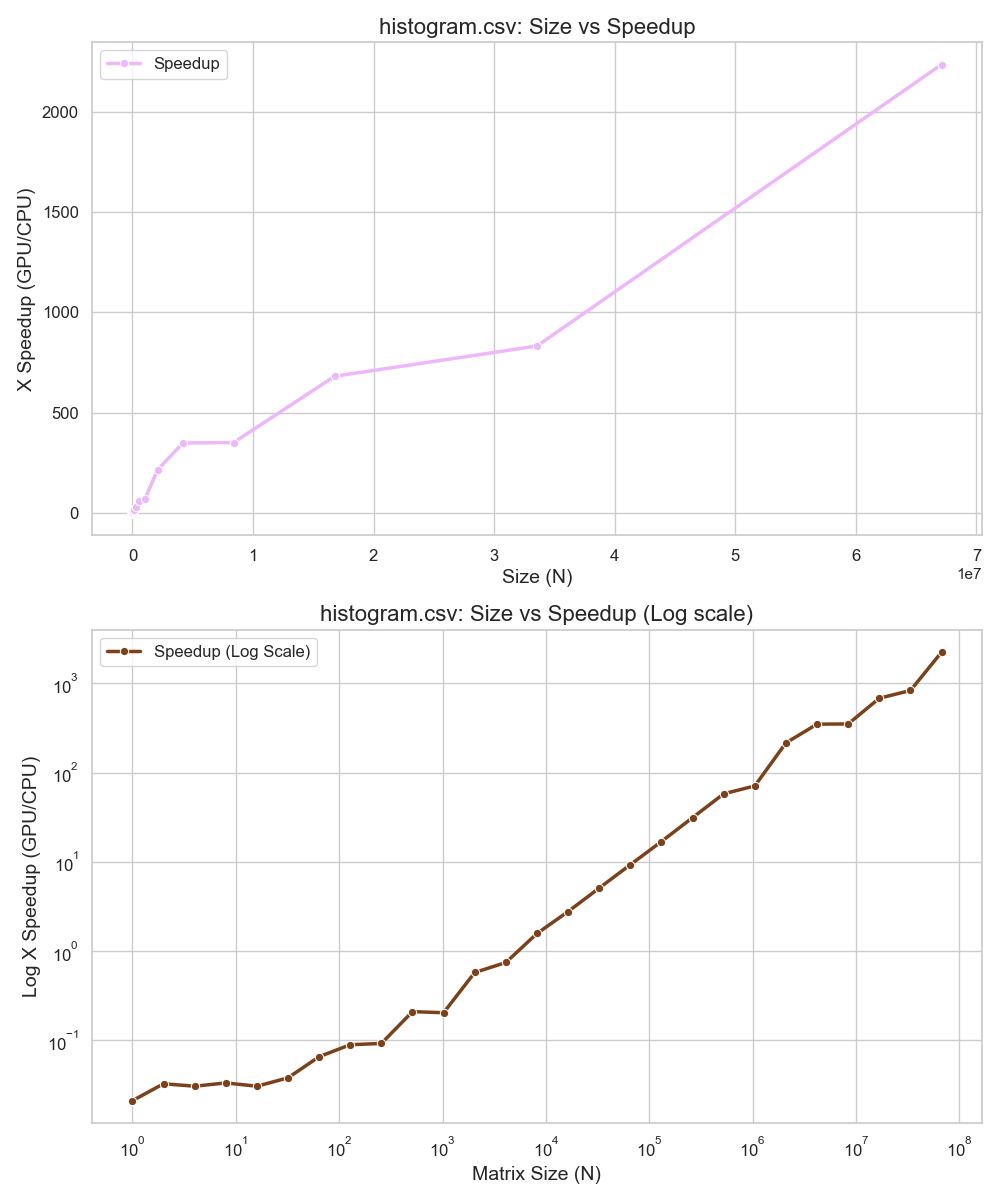 histogram.csv: Size vs Speedup
Speedup
X Speedup (GPU/CPU)
2000
1500
1000
500
0
0 1 2 3 4 5 6 7
1e7
Size (N)
histogram.csv: Size vs Speedup (Log scale)
Speedup (Log Scale)
Log X Speedup (GPU/CPU)
10³
10²
10¹
10⁰
10⁻¹
10⁰ 10¹ 10² 10³ 10⁴ 10⁵ 10⁶ 10⁷ 10⁸
Matrix Size (N)